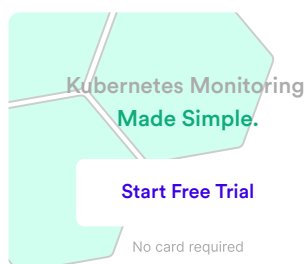 Kubernetes Monitoring
Made Simple.
Start Free Trial
No card required